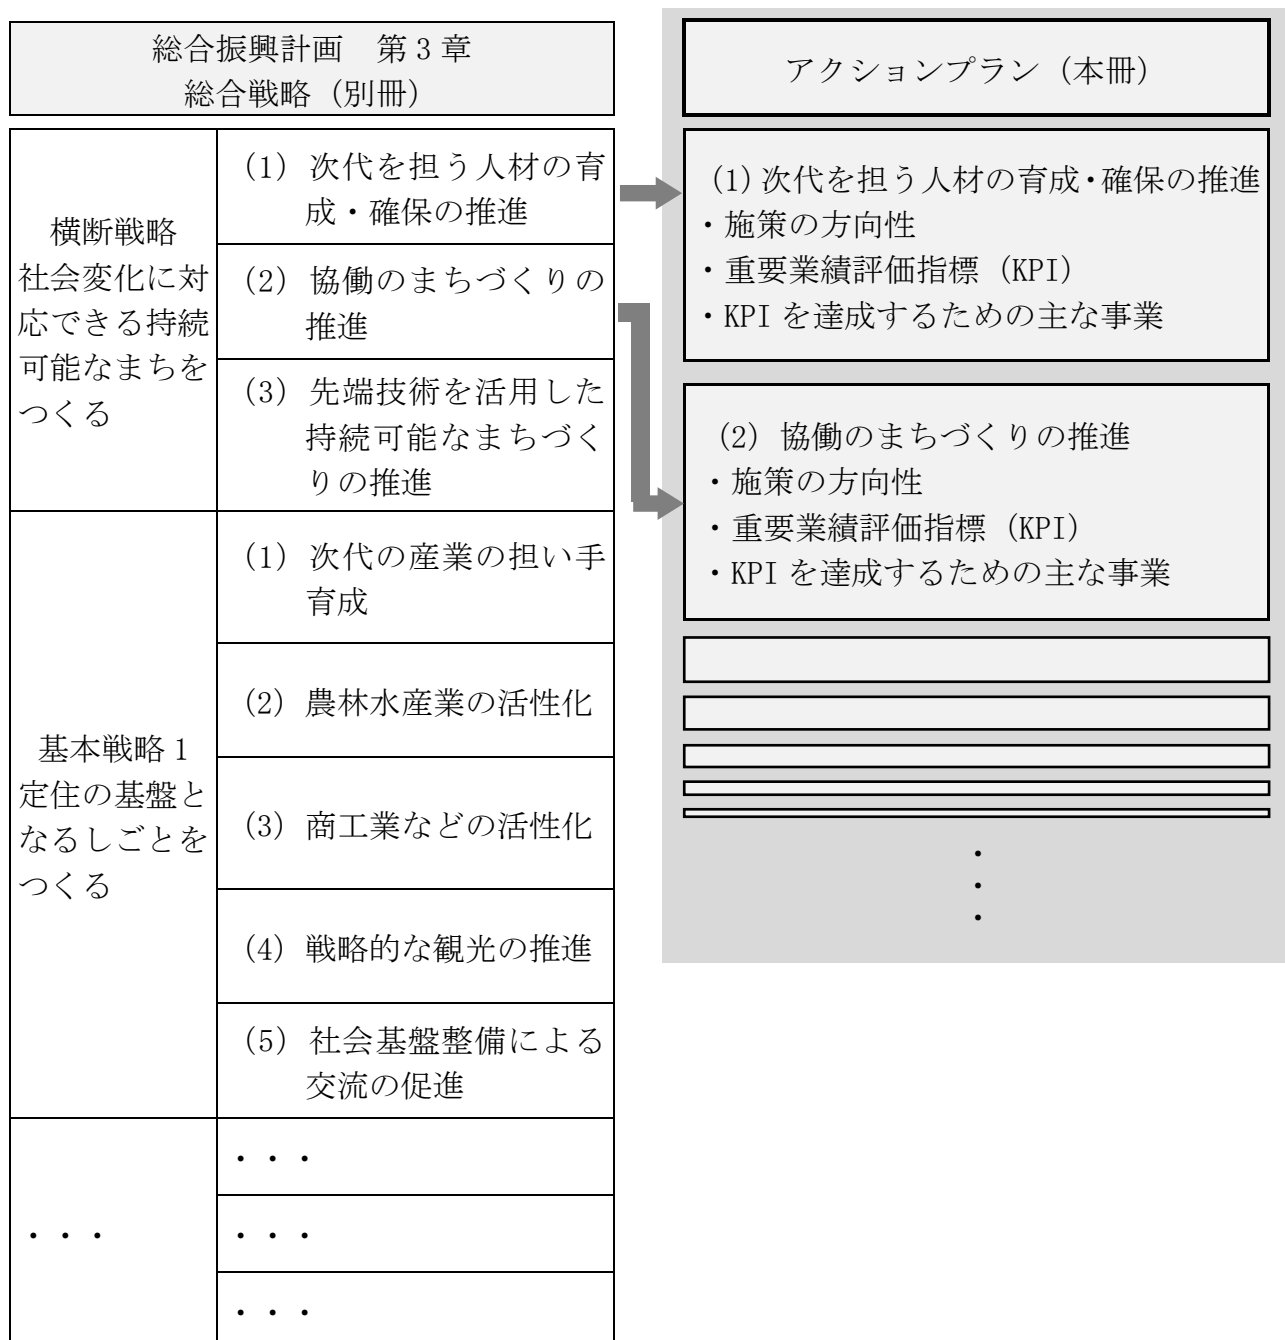 総合振興計画　第3章
総合戦略（別冊）
横断戦略
社会変化に対
応できる持続
可能なまちを
つくる
(1) 次代を担う人材の育
成・確保の推進
(2) 協働のまちづくりの
推進
(3) 先端技術を活用した
持続可能なまちづく
りの推進
基本戦略1
定住の基盤と
なるしごとを
つくる
(1) 次代の産業の担い手
育成
(2) 農林水産業の活性化
(3) 商工業などの活性化
(4) 戦略的な観光の推進
(5) 社会基盤整備による
交流の促進
・・・
・・・
・・・
・・・
アクションプラン（本冊）
(1)次代を担う人材の育成・確保の推進
・施策の方向性
・重要業績評価指標（KPI）
・KPIを達成するための主な事業
(2) 協働のまちづくりの推進
・施策の方向性
・重要業績評価指標（KPI）
・KPIを達成するための主な事業
・
・
・